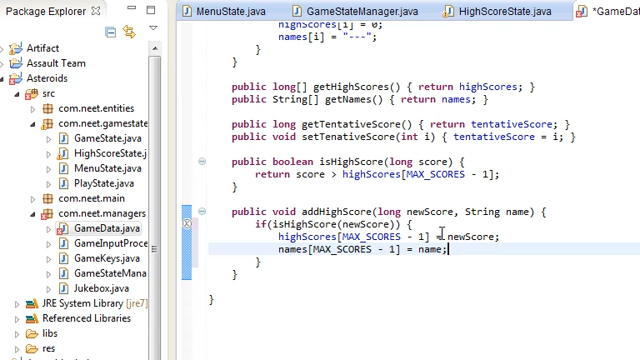 Package Explorer
Artifact
Assault Team
Asteroids
src
com.neet.entities
com.neet.gamestate
GameState.java
HighScoreState.j
MenuState.java
PlayState.java
com.neet.main
com.neet.managers
GameData.java
GameInputProce
GameKeys.java
GameStateMana
Jukebox.java
JRE System Library [jre7]
Referenced Libraries
libs
res
MenuState.java
GameStateManager.java
HighScoreState.java
*GameData
highScores[i] = 0;
names[i] = "---";
}
}
public long[] getHighScores() { return highScores; }
public String[] getNames() { return names; }
public long getTentativeScore() { return tentativeScore; }
public void setTentativeScore(int i) { tentativeScore = i; }
public boolean isHighScore(long score) {
return score > highScores[MAX_SCORES - 1];
}
public void addHighScore(long newScore, String name) {
if(isHighScore(newScore)) {
highScores[MAX_SCORES - 1] = newScore;
names[MAX_SCORES - 1] = name;
}
}
}